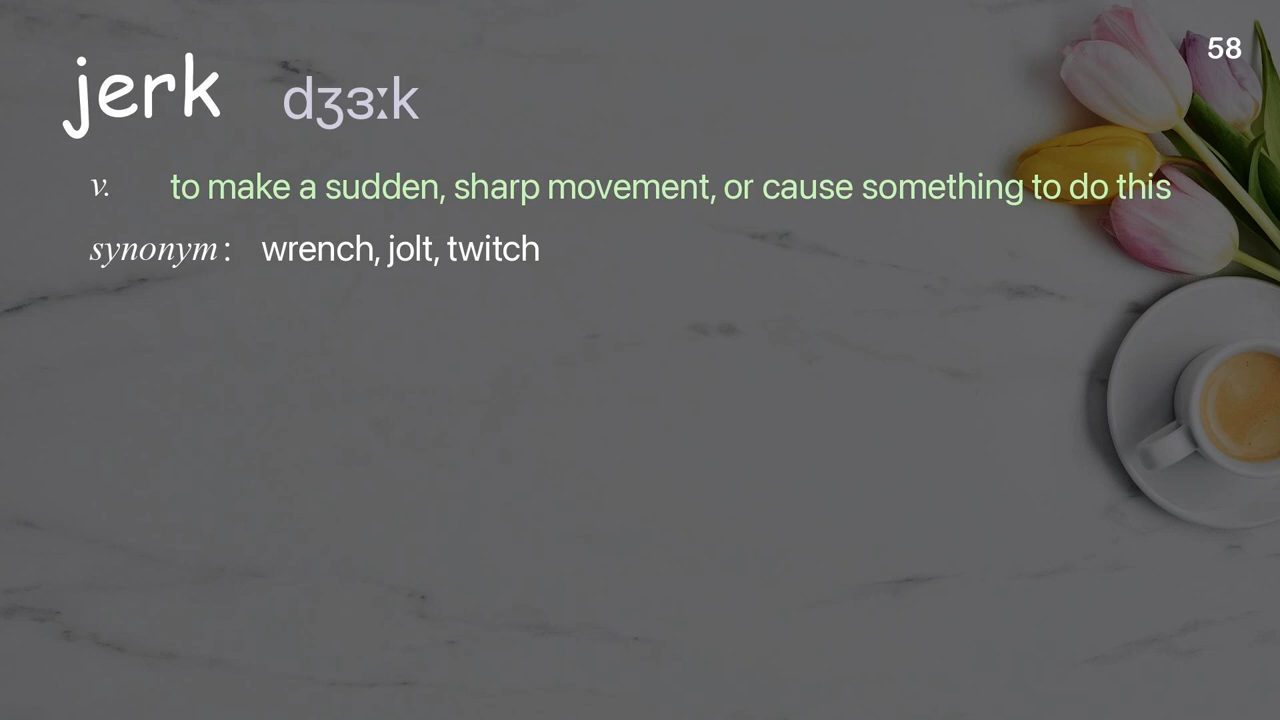 58
jerk dʒɜːk
v. to make a sudden, sharp movement, or cause something to do this
synonym : wrench, jolt, twitch